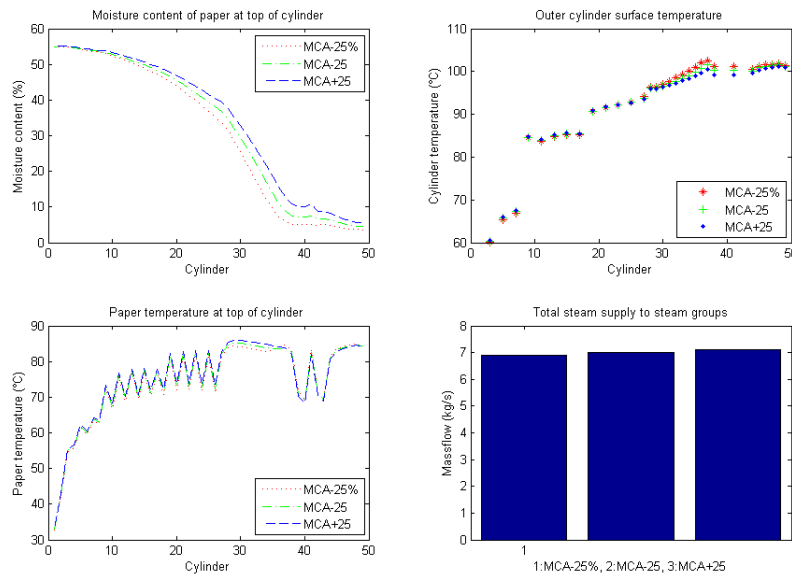 Moisture content of paper at top of cylinder
60
50
40
30
20
10
0
Moisture content (%)
0 10 20 30 40 50
Cylinder
MCA-25%
MCA-25
MCA+25
Outer cylinder surface temperature
110
100
90
80
70
60
Cylinder temperature (ºC)
0 10 20 30 40 50
Cylinder
MCA-25%
MCA-25
MCA+25
Paper temperature at top of cylinder
90
80
70
60
50
40
30
Paper temperature (ºC)
0 10 20 30 40 50
Cylinder
MCA-25%
MCA-25
MCA+25
Total steam supply to steam groups
8
7
6
5
4
3
2
1
0
Massflow (kg/s)
1
1:MCA-25%, 2:MCA-25, 3:MCA+25